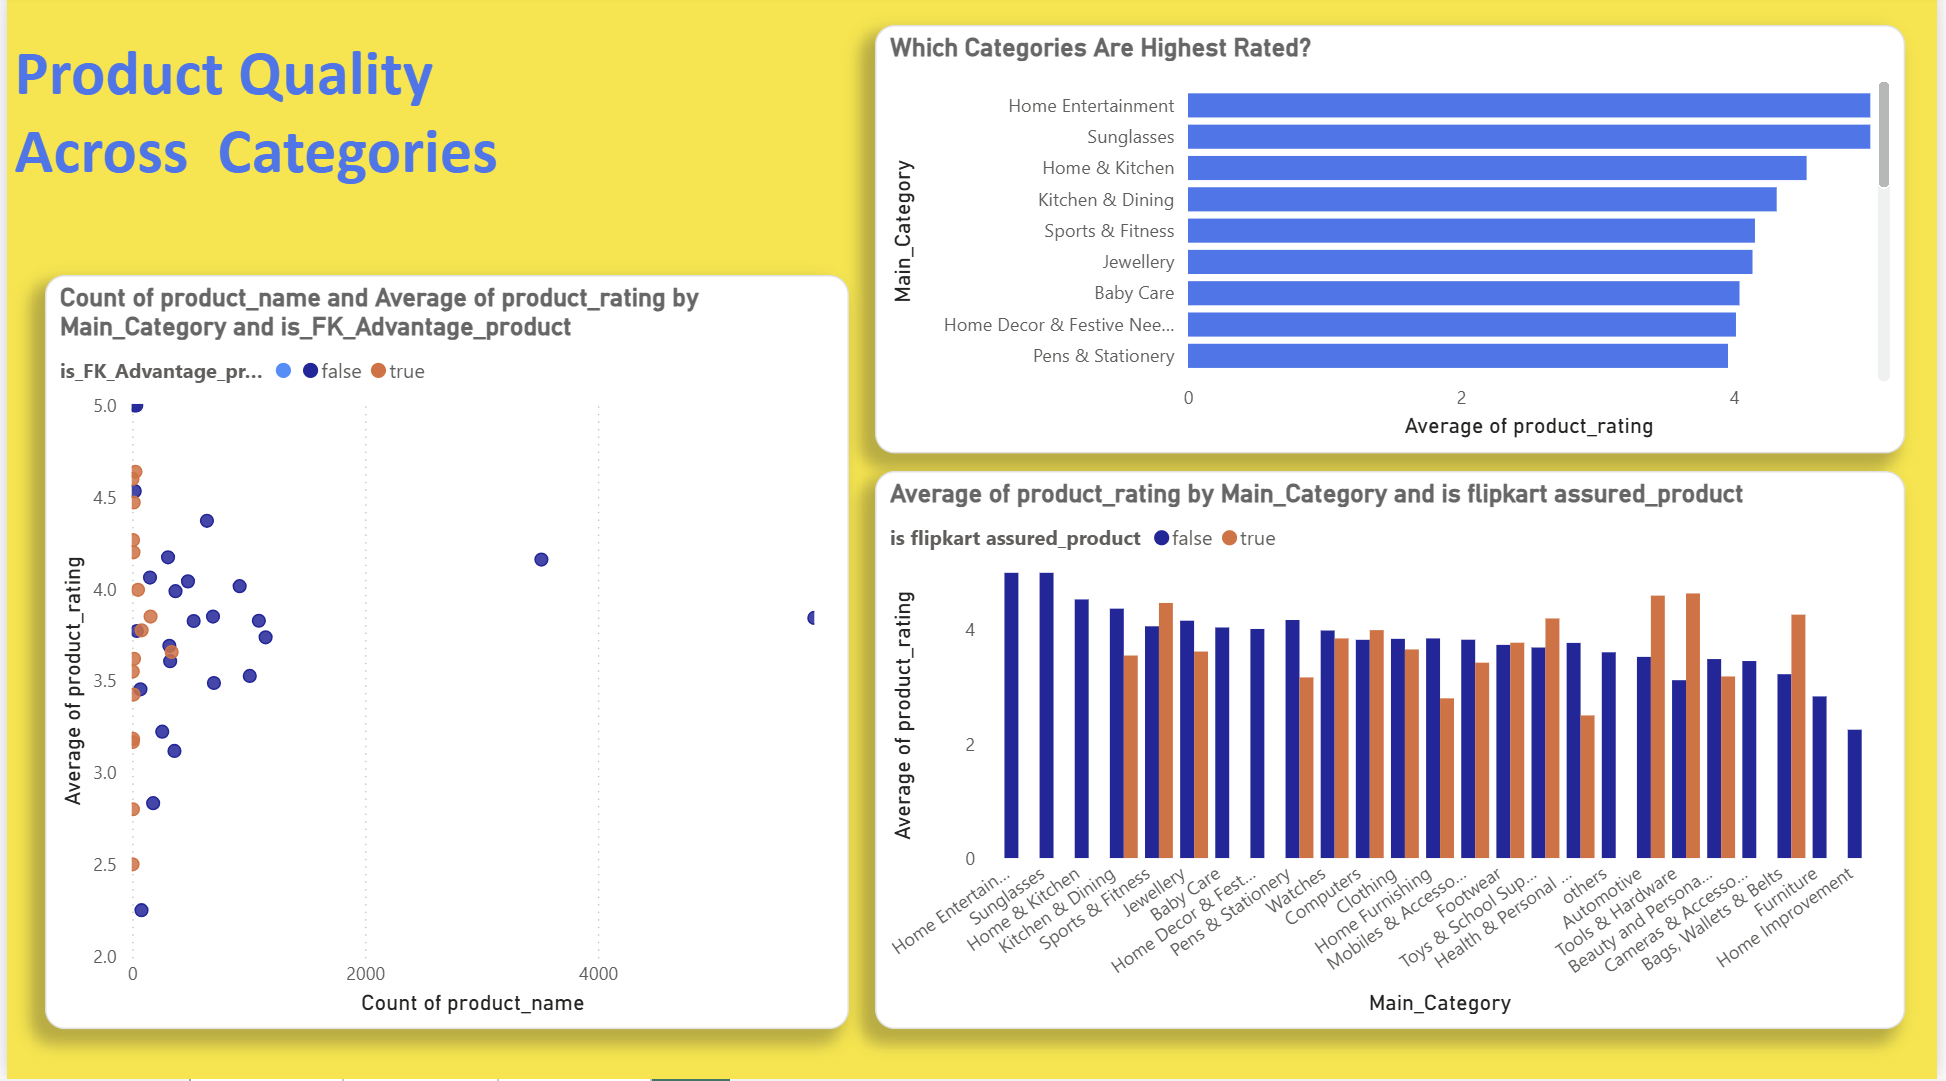 Product Quality
Across  Categories
Count of product_name and Average of product_rating by
Main_Category and is_FK_Advantage_product
is_FK_Advantage_pr... false true
5.0
4.5
4.0
3.5
3.0
2.5
2.0
Average of product_rating
0 2000 4000
Count of product_name
Which Categories Are Highest Rated?
Main_Category
Home Entertainment
Sunglasses
Home & Kitchen
Kitchen & Dining
Sports & Fitness
Jewellery
Baby Care
Home Decor & Festive Nee...
Pens & Stationery
0 2 4
Average of product_rating
Average of product_rating by Main_Category and is flipkart assured_product
is flipkart assured_product false true
Average of product_rating
4
2
0
Home Entertain...
Sunglasses
Home & Kitchen
Kitchen & Dining
Sports & Fitness
Jewellery
Baby Care
Home Decor & Fest...
Pens & Stationery
Watches
Computers
Clothing
Home Furnishing
Mobiles & Accesso...
Footwear
Toys & School Sup...
Health & Personal ...
others
Automotive
Tools & Hardware
Beauty and Persona...
Cameras & Accesso...
Bags, Wallets & Belts
Furniture
Home Improvement
Main_Category